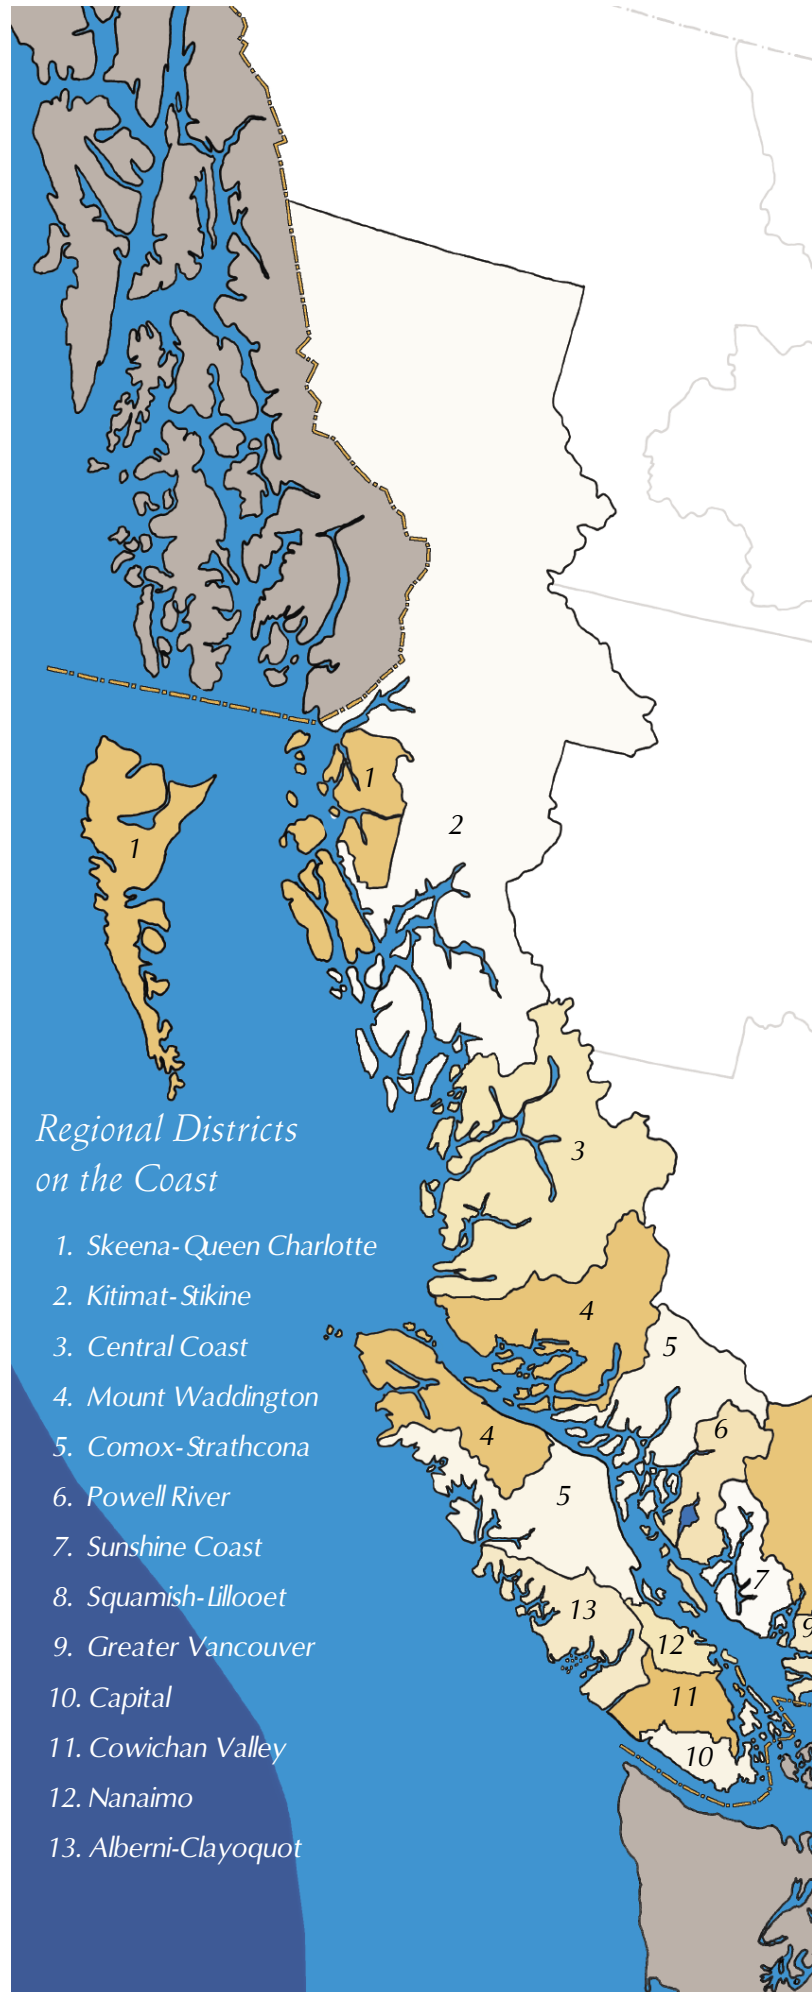 1
2
1
3
4
5
6
4
5
7
9
13
12
11
10
Regional Districts
on the Coast
1. Skeena-Queen Charlotte
2. Kitimat-Stikine
3. Central Coast
4. Mount Waddington
5. Comox-Strathcona
6. Powell River
7. Sunshine Coast
8. Squamish-Lillooet
9. Greater Vancouver
10. Capital
11. Cowichan Valley
12. Nanaimo
13. Alberni-Clayoquot